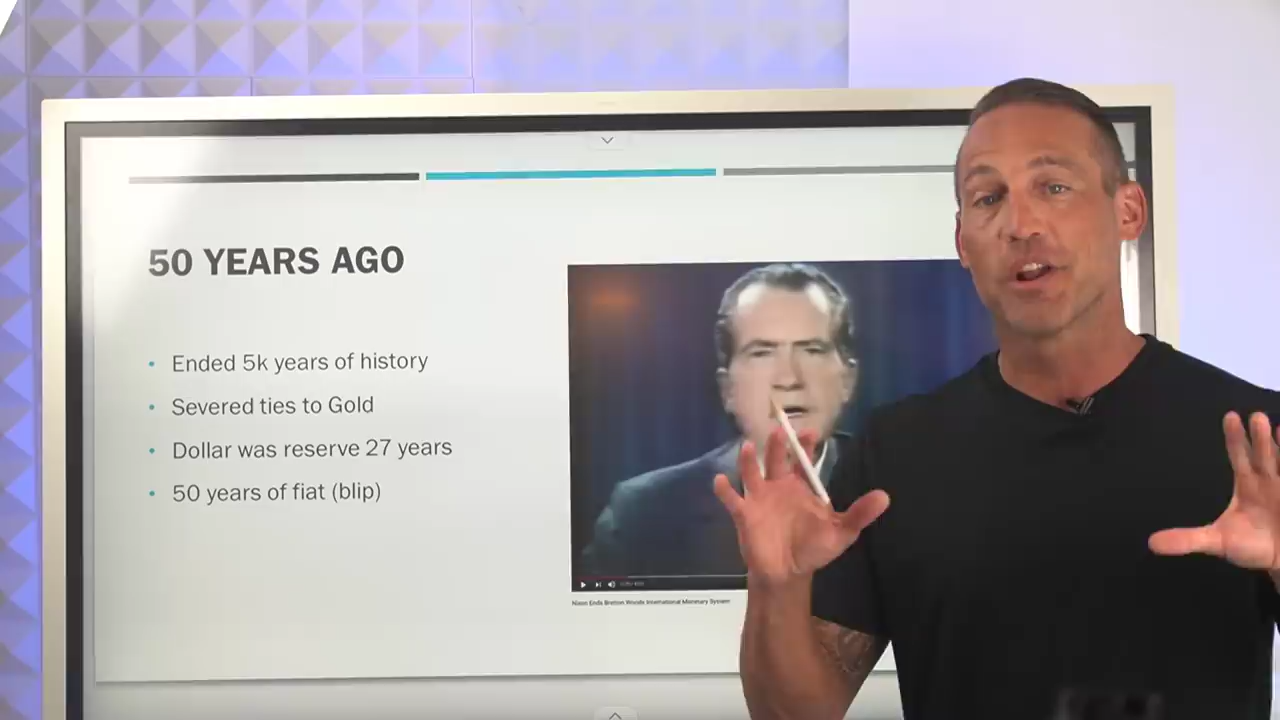 50 YEARS AGO
• Ended 5k years of history
• Severed ties to Gold
• Dollar was reserve 27 years
• 50 years of fiat (blip)
Nixon Ends Bretton Woods International Monetary System